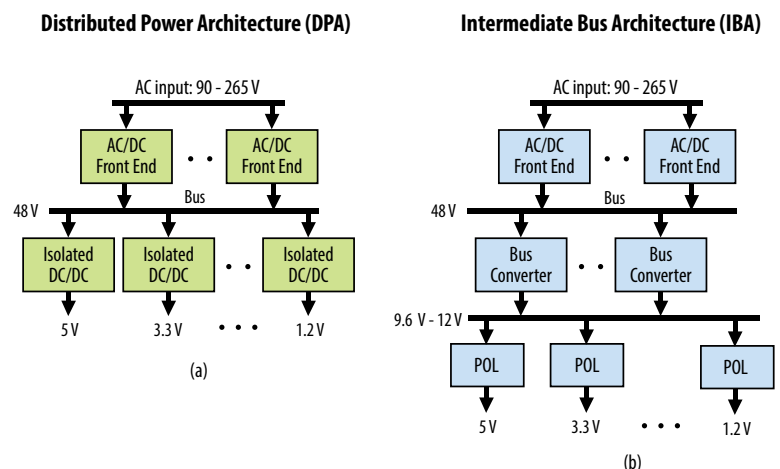 Distributed Power Architecture (DPA)
AC input: 90 - 265 V
AC/DC
Front End
AC/DC
Front End
Bus
48 V
Isolated
DC/DC
Isolated
DC/DC
Isolated
DC/DC
5 V
3.3 V
1.2 V
(a)
Intermediate Bus Architecture (IBA)
AC input: 90 - 265 V
AC/DC
Front End
AC/DC
Front End
Bus
48 V
Bus
Converter
Bus
Converter
9.6 V - 12 V
POL
POL
POL
5 V
3.3 V
1.2 V
(b)